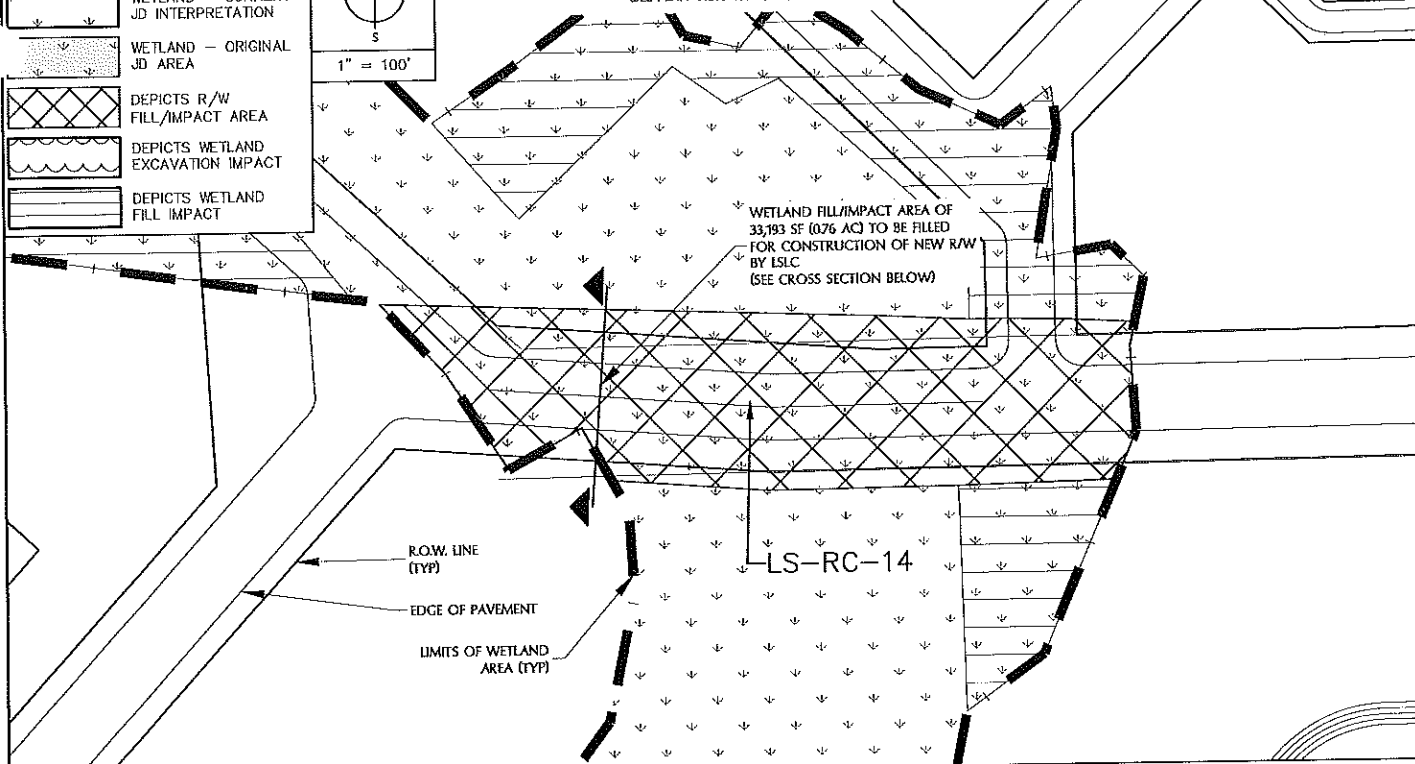 JD INTERPRETATION
WETLAND – ORIGINAL
JD AREA
DEPICTS R/W
FILL/IMPACT AREA
DEPICTS WETLAND
EXCAVATION IMPACT
DEPICTS WETLAND
FILL IMPACT
S
1" = 100'
WETLAND FILL/IMPACT AREA OF
33,193 SF (0.76 AC) TO BE FILLED
FOR CONSTRUCTION OF NEW R/W
BY LSLC
(SEE CROSS SECTION BELOW)
LS-RC-14
R.O.W. LINE
(TYP)
EDGE OF PAVEMENT
LIMITS OF WETLAND
AREA (TYP)